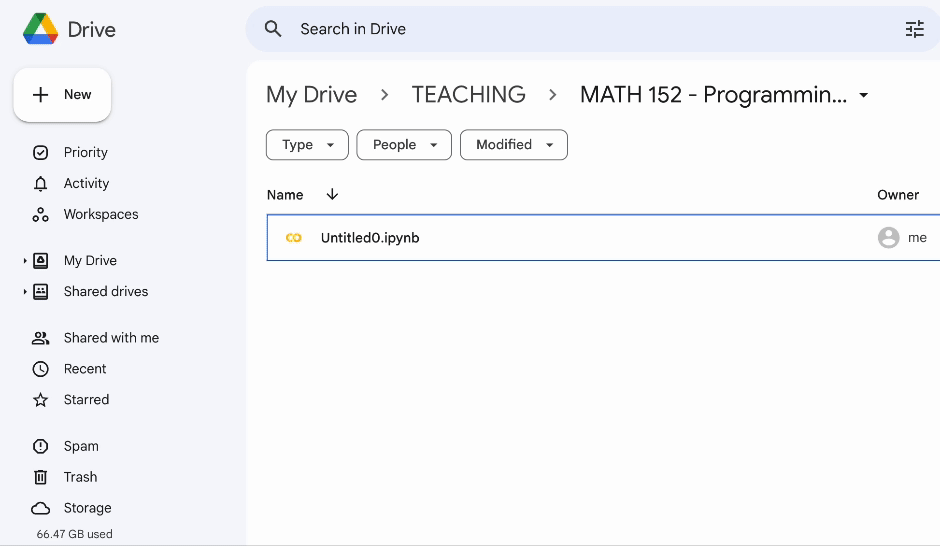 Drive
Search in Drive
New
My Drive > TEACHING > MATH 152 - Programmin...
Type People Modified
Priority
Activity
Workspaces
Name Owner
Untitled0.ipynb me
My Drive
Shared drives
Shared with me
Recent
Starred
Spam
Trash
Storage
66.47 GB used